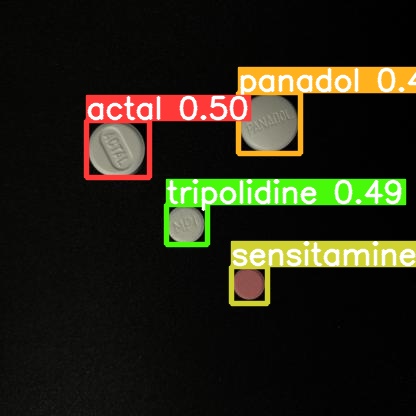 panadol 0.4
actal 0.50
PANADOL
ACTAL
tripolidine 0.49
sensitamine